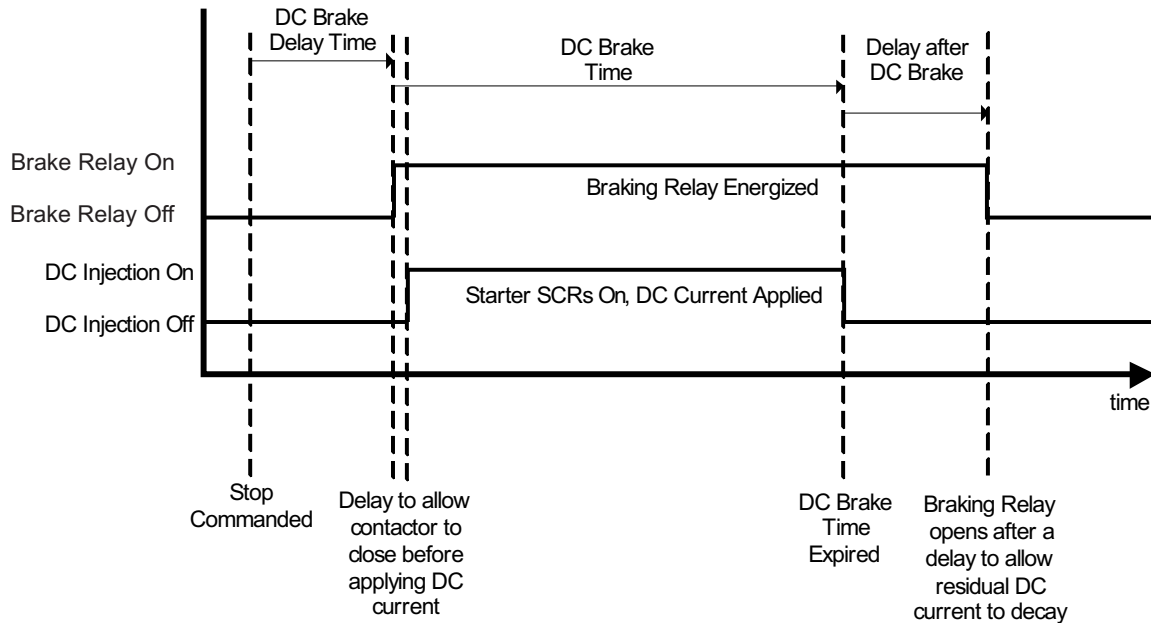 DC Brake
Delay Time
DC Brake
Time
Delay after
DC Brake
Brake Relay On
Braking Relay Energized
Brake Relay Off
DC Injection On
Starter SCRs On, DC Current Applied
DC Injection Off
time
Stop
Commanded
Delay to allow
contactor to
close before
applying DC
current
DC Brake
Time
Expired
Braking Relay
opens after a
delay to allow
residual DC
current to decay